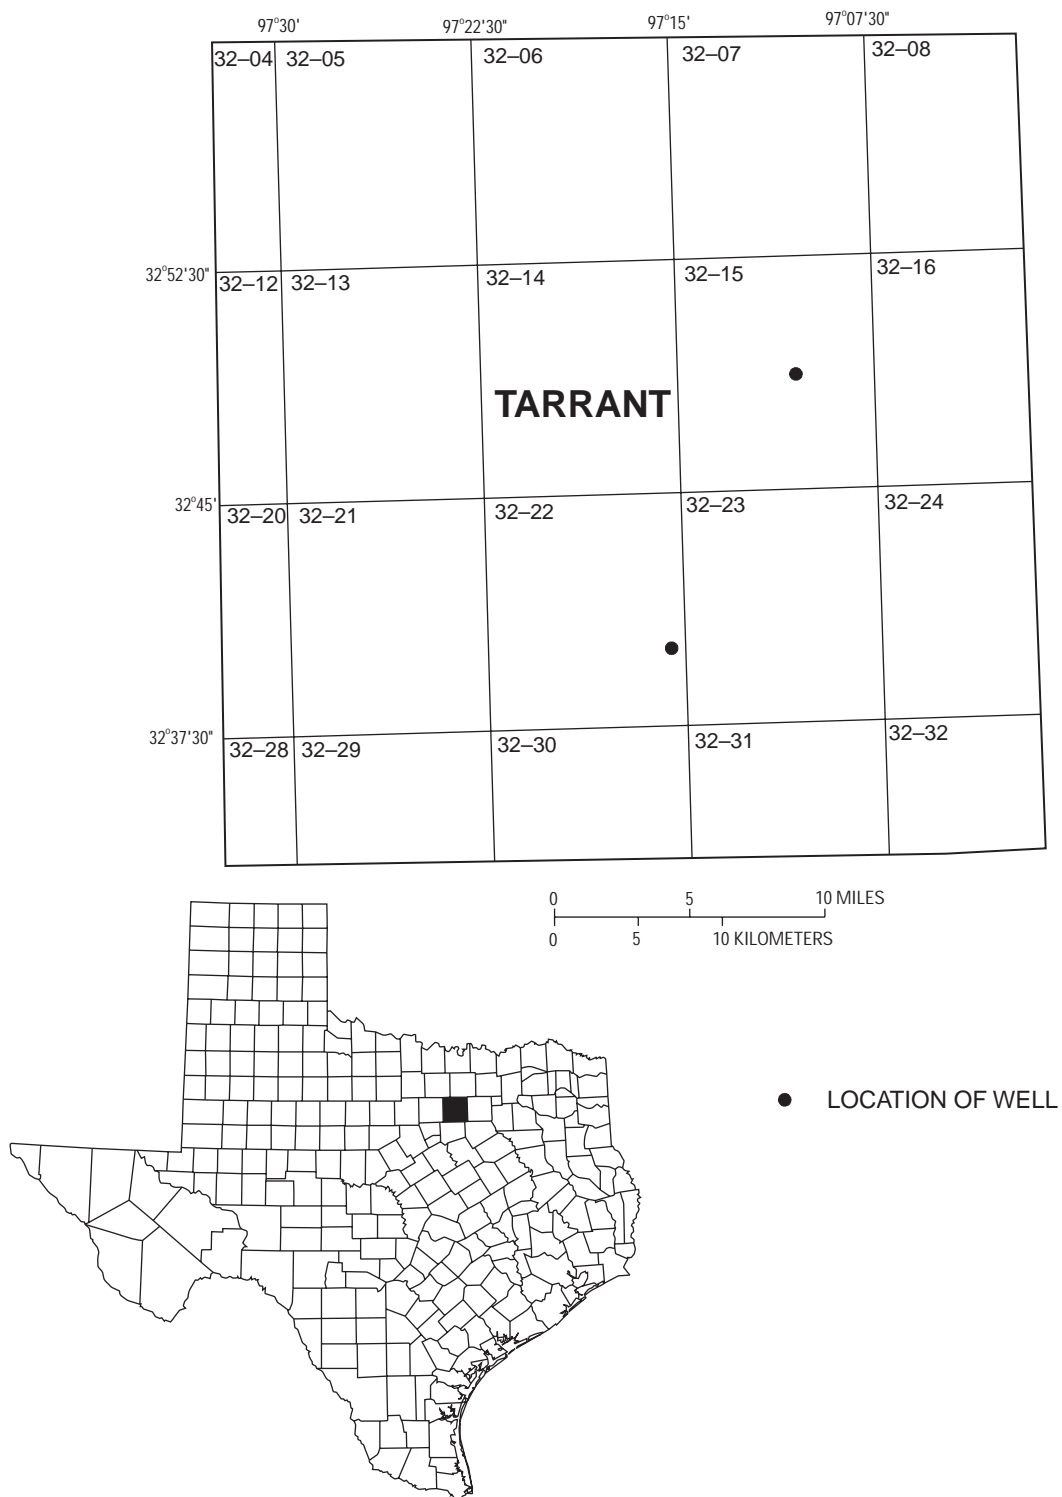 97°30' 97°22'30" 97°15' 97°07'30"
32–04 32–05 32–06 32–07 32–08
32°52'30"
32–12 32–13 32–14 32–15 32–16
TARRANT
32°45'
32–20 32–21 32–22 32–23 32–24
32°37'30"
32–28 32–29 32–30 32–31 32–32
0 5 10 MILES
0 5 10 KILOMETERS
LOCATION OF WELL